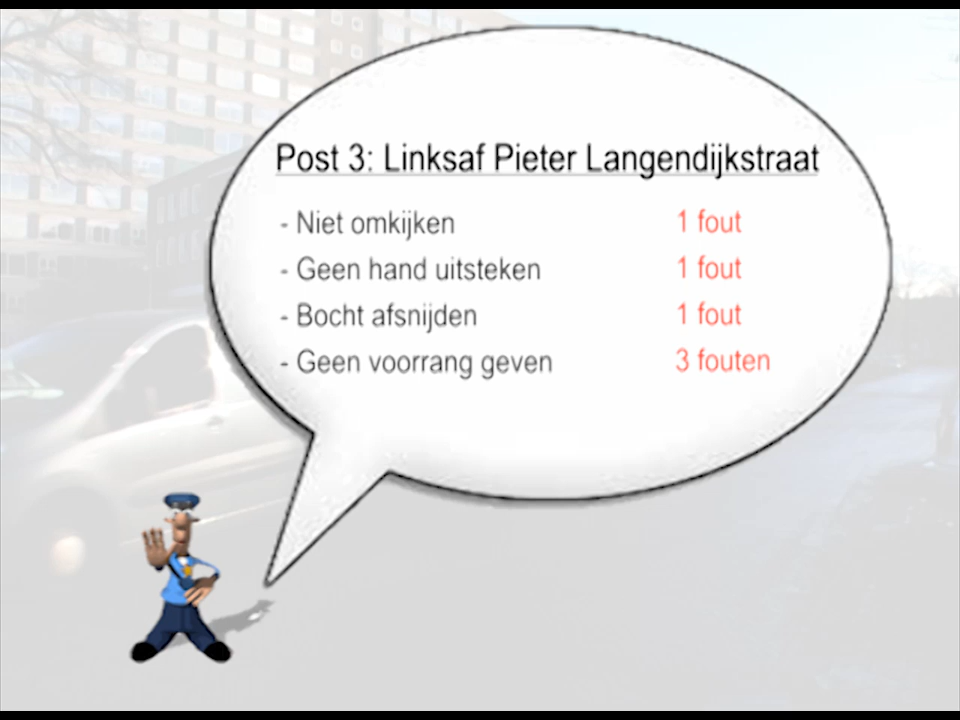 Post 3: Linksaf Pieter Langendijkstraat
- Niet omkijken 1 fout
- Geen hand uitsteken 1 fout
- Bocht afsnijden 1 fout
- Geen voorrang geven 3 fouten